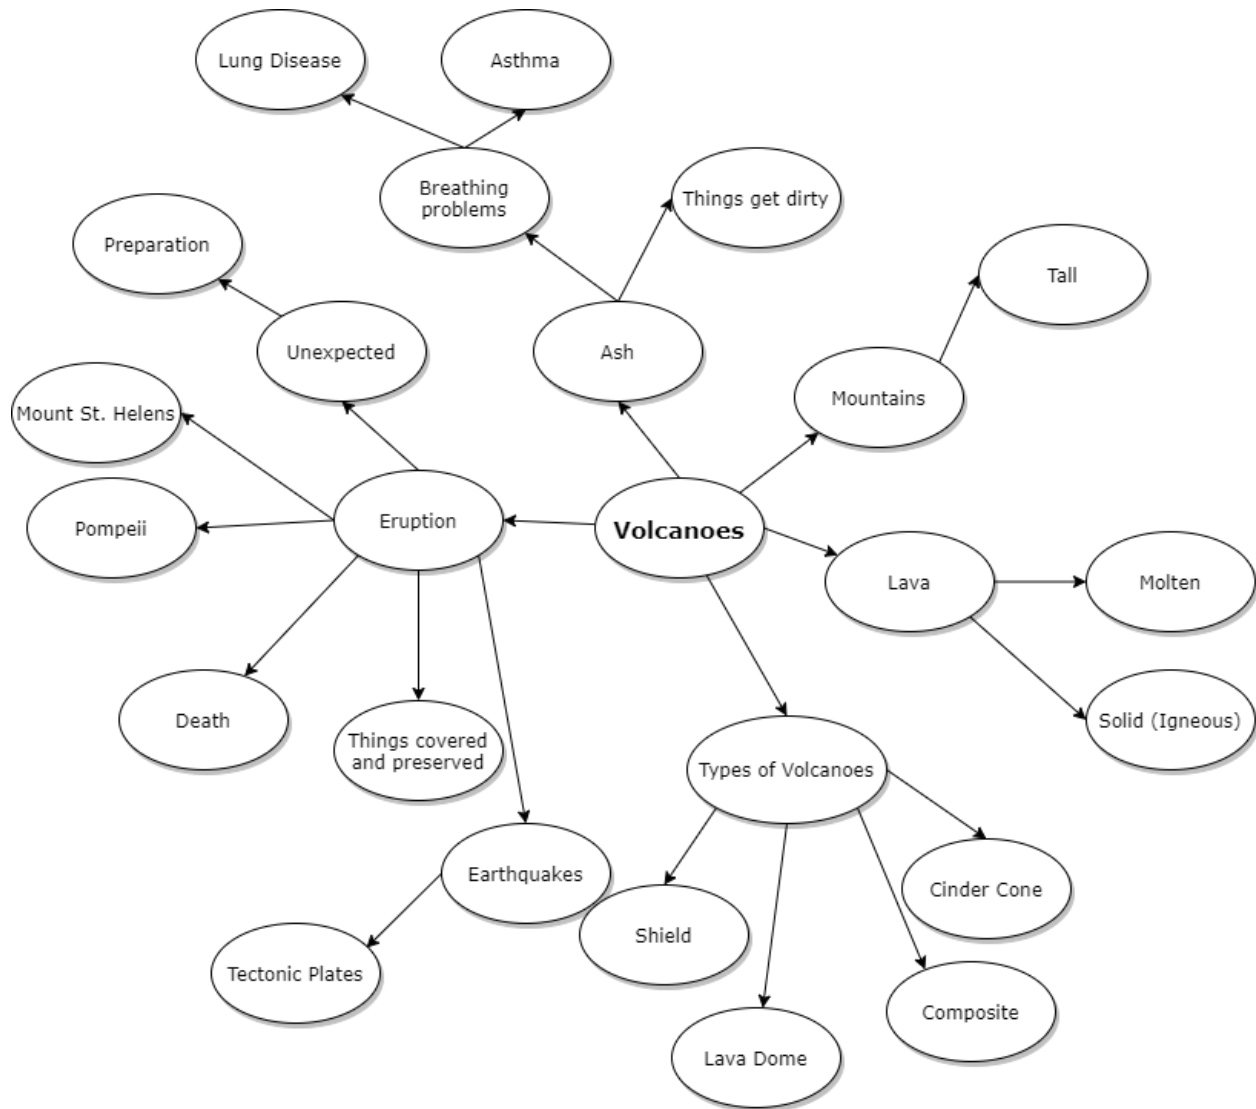 Lung Disease
Asthma
Breathing
problems
Things get dirty
Preparation
Tall
Unexpected
Ash
Mountains
Mount St. Helens
Pompeii
Eruption
Volcanoes
Lava
Molten
Death
Things covered
and preserved
Types of Volcanoes
Solid (Igneous)
Earthquakes
Cinder Cone
Shield
Tectonic Plates
Composite
Lava Dome